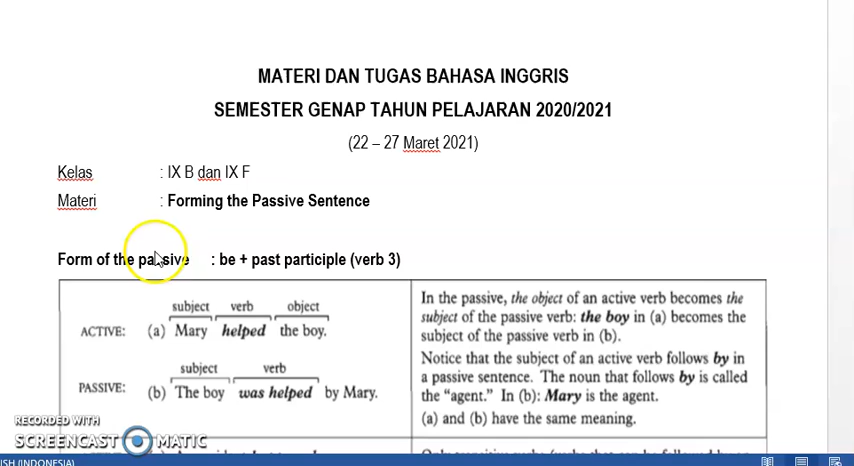 MATERI DAN TUGAS BAHASA INGGRIS
SEMESTER GENAP TAHUN PELAJARAN 2020/2021
(22 – 27 Maret 2021)
Kelas : IX B dan IX F
Materi : Forming the Passive Sentence
Form of the passive : be + past participle (verb 3)
subject verb object
ACTIVE: (a) Mary helped the boy.
subject verb
PASSIVE: (b) The boy was helped by Mary.
In the passive, the object of an active verb becomes the
subject of the passive verb: the boy in (a) becomes the
subject of the passive verb in (b).
Notice that the subject of an active verb follows by in
a passive sentence. The noun that follows by is called
the “agent.” In (b): Mary is the agent.
(a) and (b) have the same meaning.
RECORDED WITH
SCREENCAST MATIC
ISH (INDONESIA)